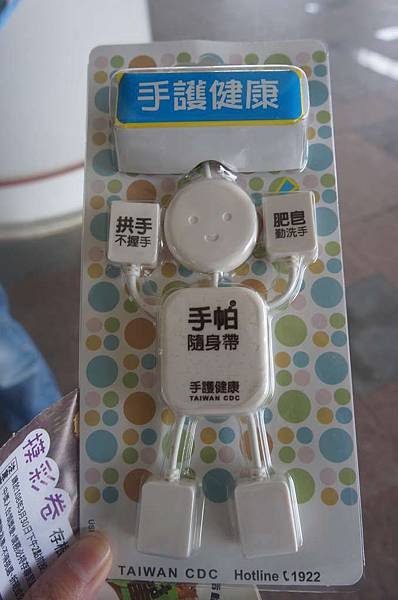 手護健康
拱手
不握手
肥皂
勤洗手
手帕
隨身帶
手護健康
TAIWAN CDC
摸彩卷
TAIWAN CDC Hotline 1922